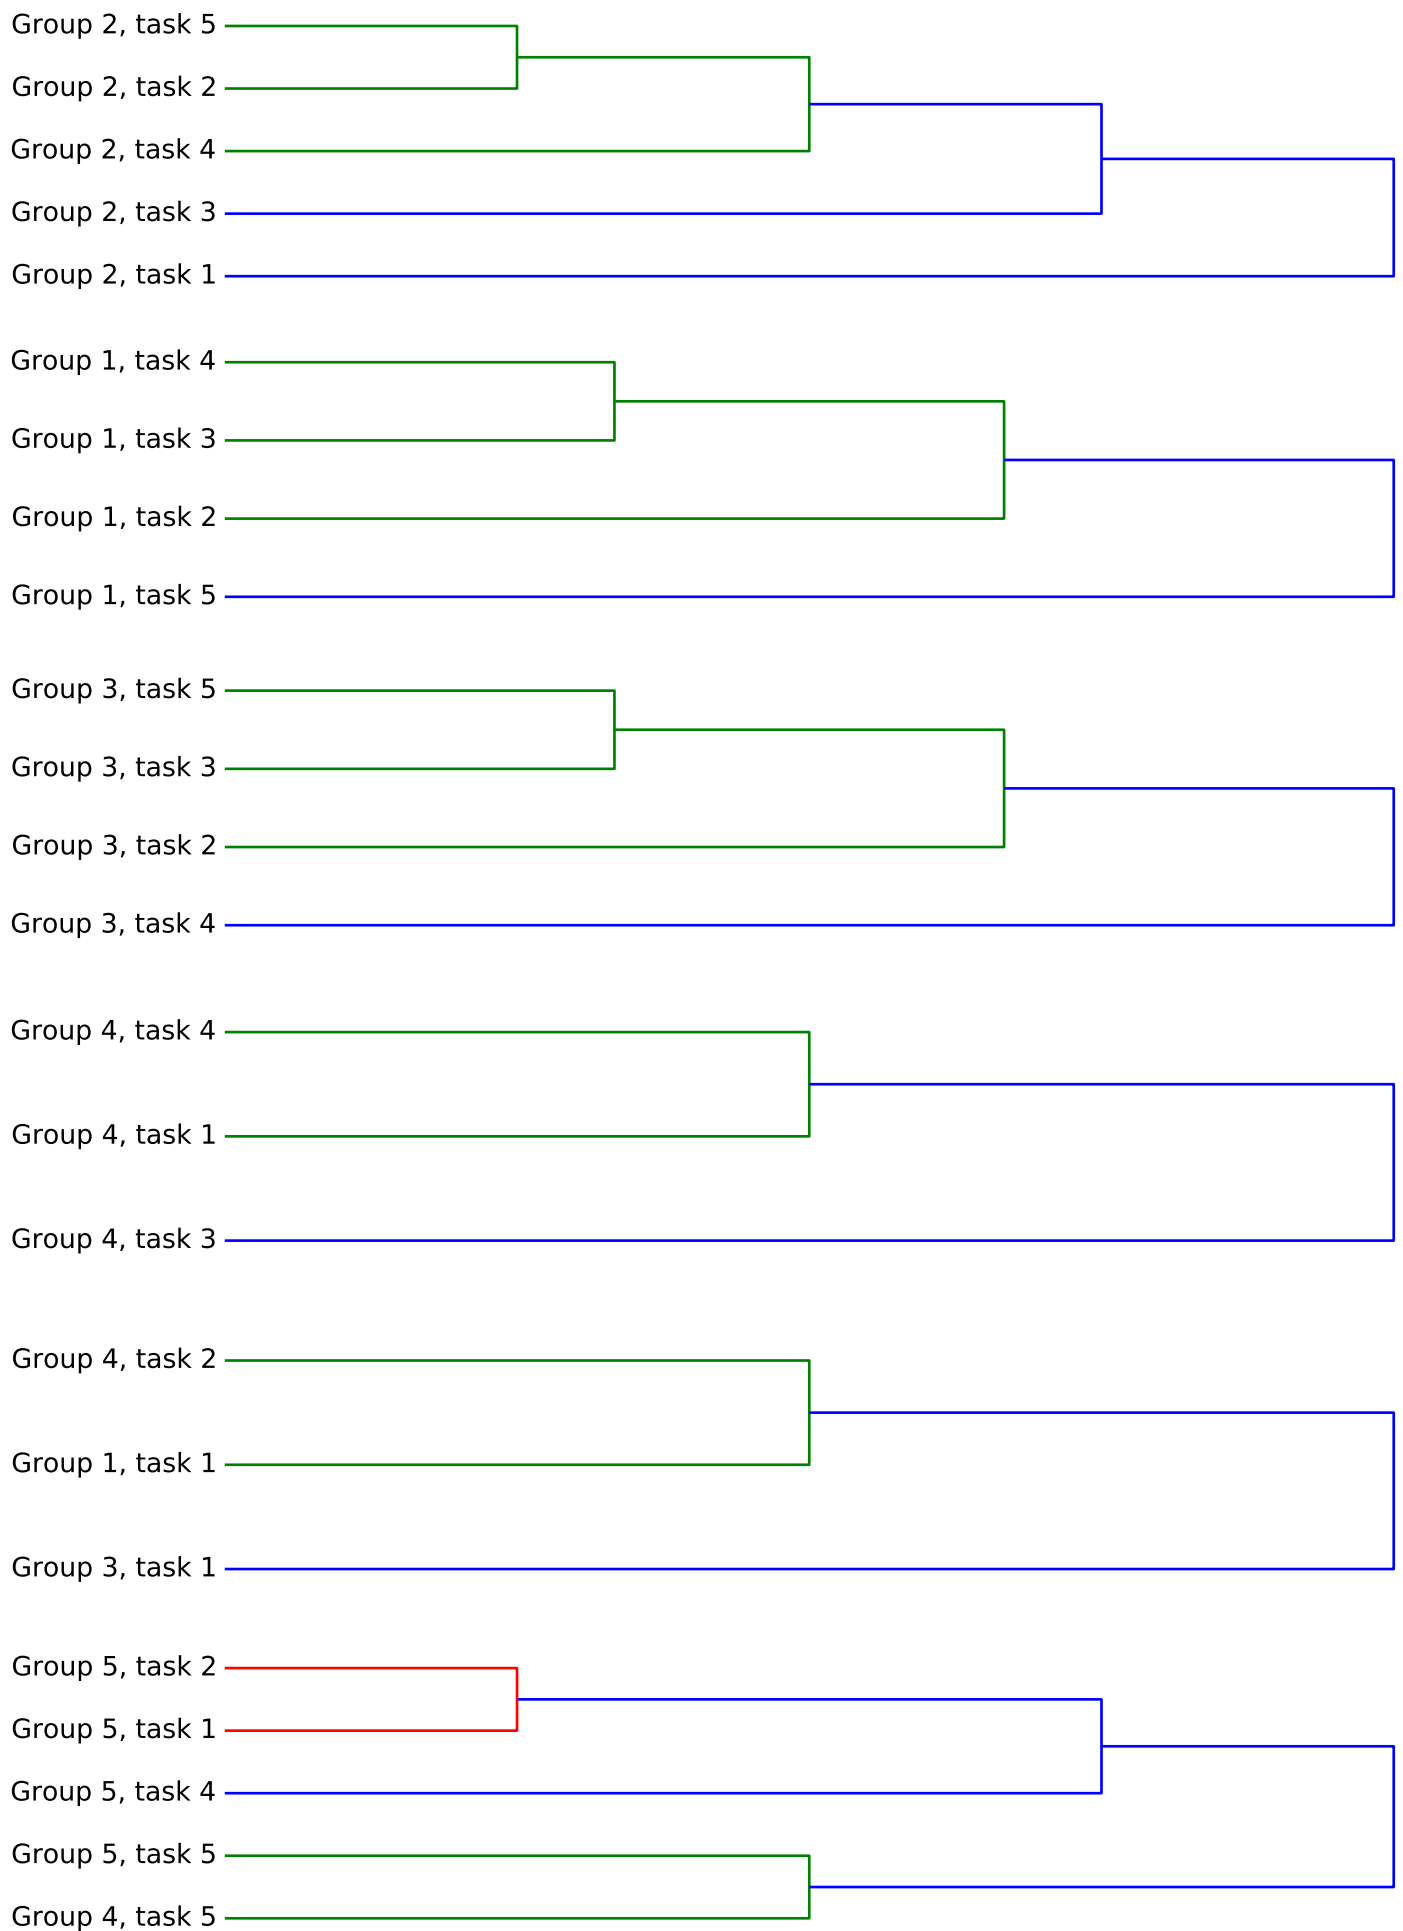 Group 2, task 5
Group 2, task 2
Group 2, task 4
Group 2, task 3
Group 2, task 1
Group 1, task 4
Group 1, task 3
Group 1, task 2
Group 1, task 5
Group 3, task 5
Group 3, task 3
Group 3, task 2
Group 3, task 4
Group 4, task 4
Group 4, task 1
Group 4, task 3
Group 4, task 2
Group 1, task 1
Group 3, task 1
Group 5, task 2
Group 5, task 1
Group 5, task 4
Group 5, task 5
Group 4, task 5